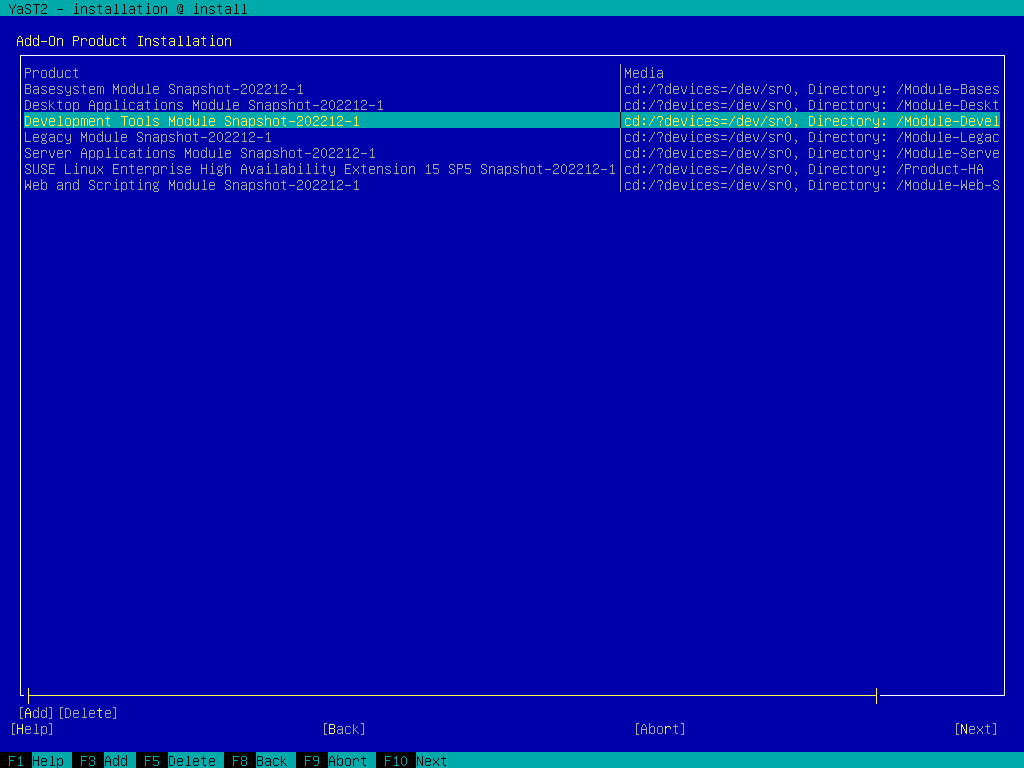 YaST2 - installation @ install
Add-On Product Installation
Product Media
Basesystem Module Snapshot-202212-1 cd:/?devices=/dev/sr0, Directory: /Module-Bases
Desktop Applications Module Snapshot-202212-1 cd:/?devices=/dev/sr0, Directory: /Module-Deskt
Development Tools Module Snapshot-202212-1 cd:/?devices=/dev/sr0, Directory: /Module-Devel
Legacy Module Snapshot-202212-1 cd:/?devices=/dev/sr0, Directory: /Module-Legac
Server Applications Module Snapshot-202212-1 cd:/?devices=/dev/sr0, Directory: /Module-Serve
SUSE Linux Enterprise High Availability Extension 15 SP5 Snapshot-202212-1 cd:/?devices=/dev/sr0, Directory: /Product-HA
Web and Scripting Module Snapshot-202212-1 cd:/?devices=/dev/sr0, Directory: /Module-Web-S
[Add] [Delete]
[Help] [Back] [Abort] [Next]
F1 Help F3 Add F5 Delete F8 Back F9 Abort F10 Next